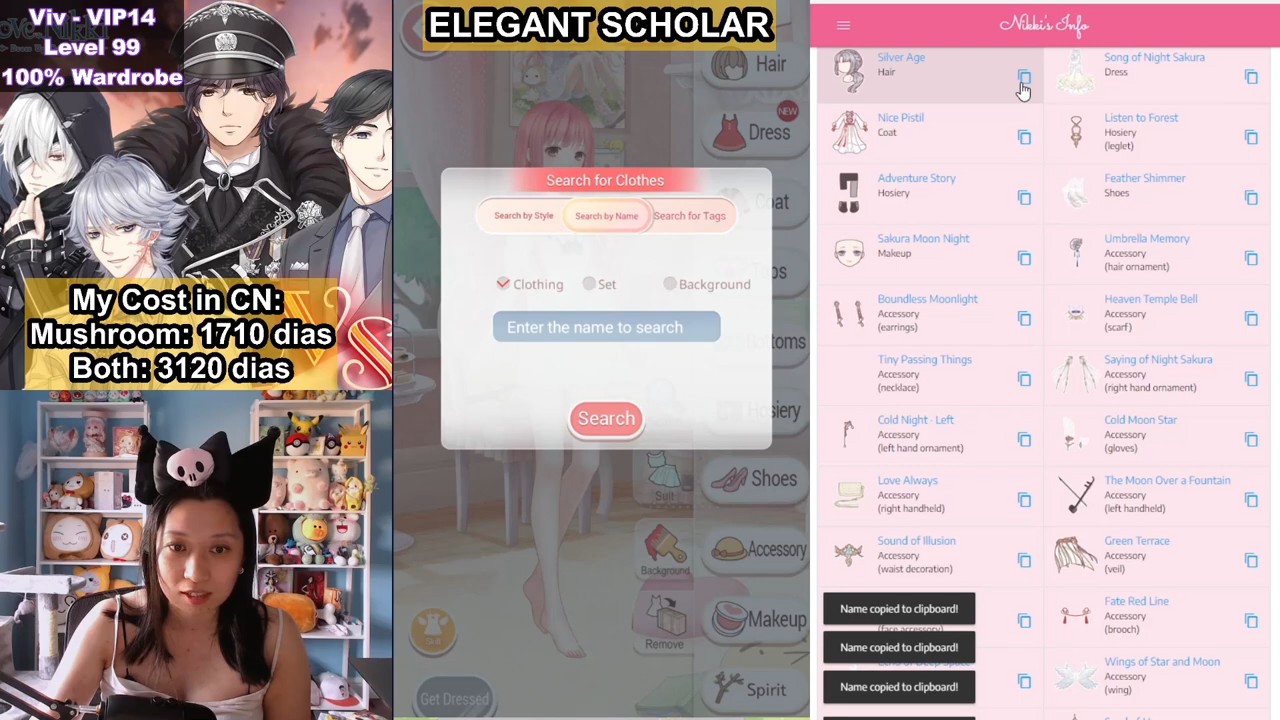 Viv - VIP14
Level 99
100% Wardrobe
My Cost in CN:
Mushroom: 1710 dias
Both: 3120 dias
ELEGANT SCHOLAR
Hair
NEW
Dress
Search for Clothes
Search by Style
Search by Name
Search for Tags
Clothing
Set
Background
Enter the name to search
Search
Hosiery
Shoes
Suit
Accessory
Background
Makeup
Remove
Spirit
Get Dressed
Nikki's Info
Silver Age
Hair
Song of Night Sakura
Dress
Nice Pistil
Coat
Listen to Forest
Hosiery
(leglet)
Adventure Story
Hosiery
Feather Shimmer
Shoes
Sakura Moon Night
Makeup
Umbrella Memory
Accessory
(hair ornament)
Boundless Moonlight
Accessory
(earrings)
Heaven Temple Bell
Accessory
(scarf)
Tiny Passing Things
Accessory
(necklace)
Saying of Night Sakura
Accessory
(right hand ornament)
Cold Night - Left
Accessory
(left hand ornament)
Cold Moon Star
Accessory
(gloves)
Love Always
Accessory
(right handheld)
The Moon Over a Fountain
Accessory
(left handheld)
Sound of Illusion
Accessory
(waist decoration)
Green Terrace
Accessory
(veil)
Name copied to clipboard!
(face accessory)
Fate Red Line
Accessory
(brooch)
Name copied to clipboard!
Wings of Star and Moon
Accessory
(wing)
Name copied to clipboard!